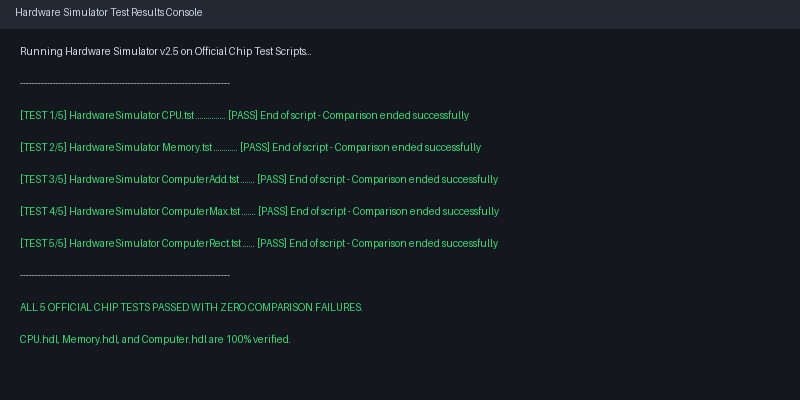 Hardware Simulator Test Results Console
Running Hardware Simulator v2.5 on Official Chip Test Scripts...
----------------------------------------------------------------------
[TEST 1/5] HardwareSimulator CPU.tst ............... [PASS] End of script - Comparison ended successfully
[TEST 2/5] HardwareSimulator Memory.tst ............ [PASS] End of script - Comparison ended successfully
[TEST 3/5] HardwareSimulator ComputerAdd.tst ....... [PASS] End of script - Comparison ended successfully
[TEST 4/5] HardwareSimulator ComputerMax.tst ....... [PASS] End of script - Comparison ended successfully
[TEST 5/5] HardwareSimulator ComputerRect.tst ...... [PASS] End of script - Comparison ended successfully
----------------------------------------------------------------------
ALL 5 OFFICIAL CHIP TESTS PASSED WITH ZERO COMPARISON FAILURES.
CPU.hdl, Memory.hdl, and Computer.hdl are 100% verified.